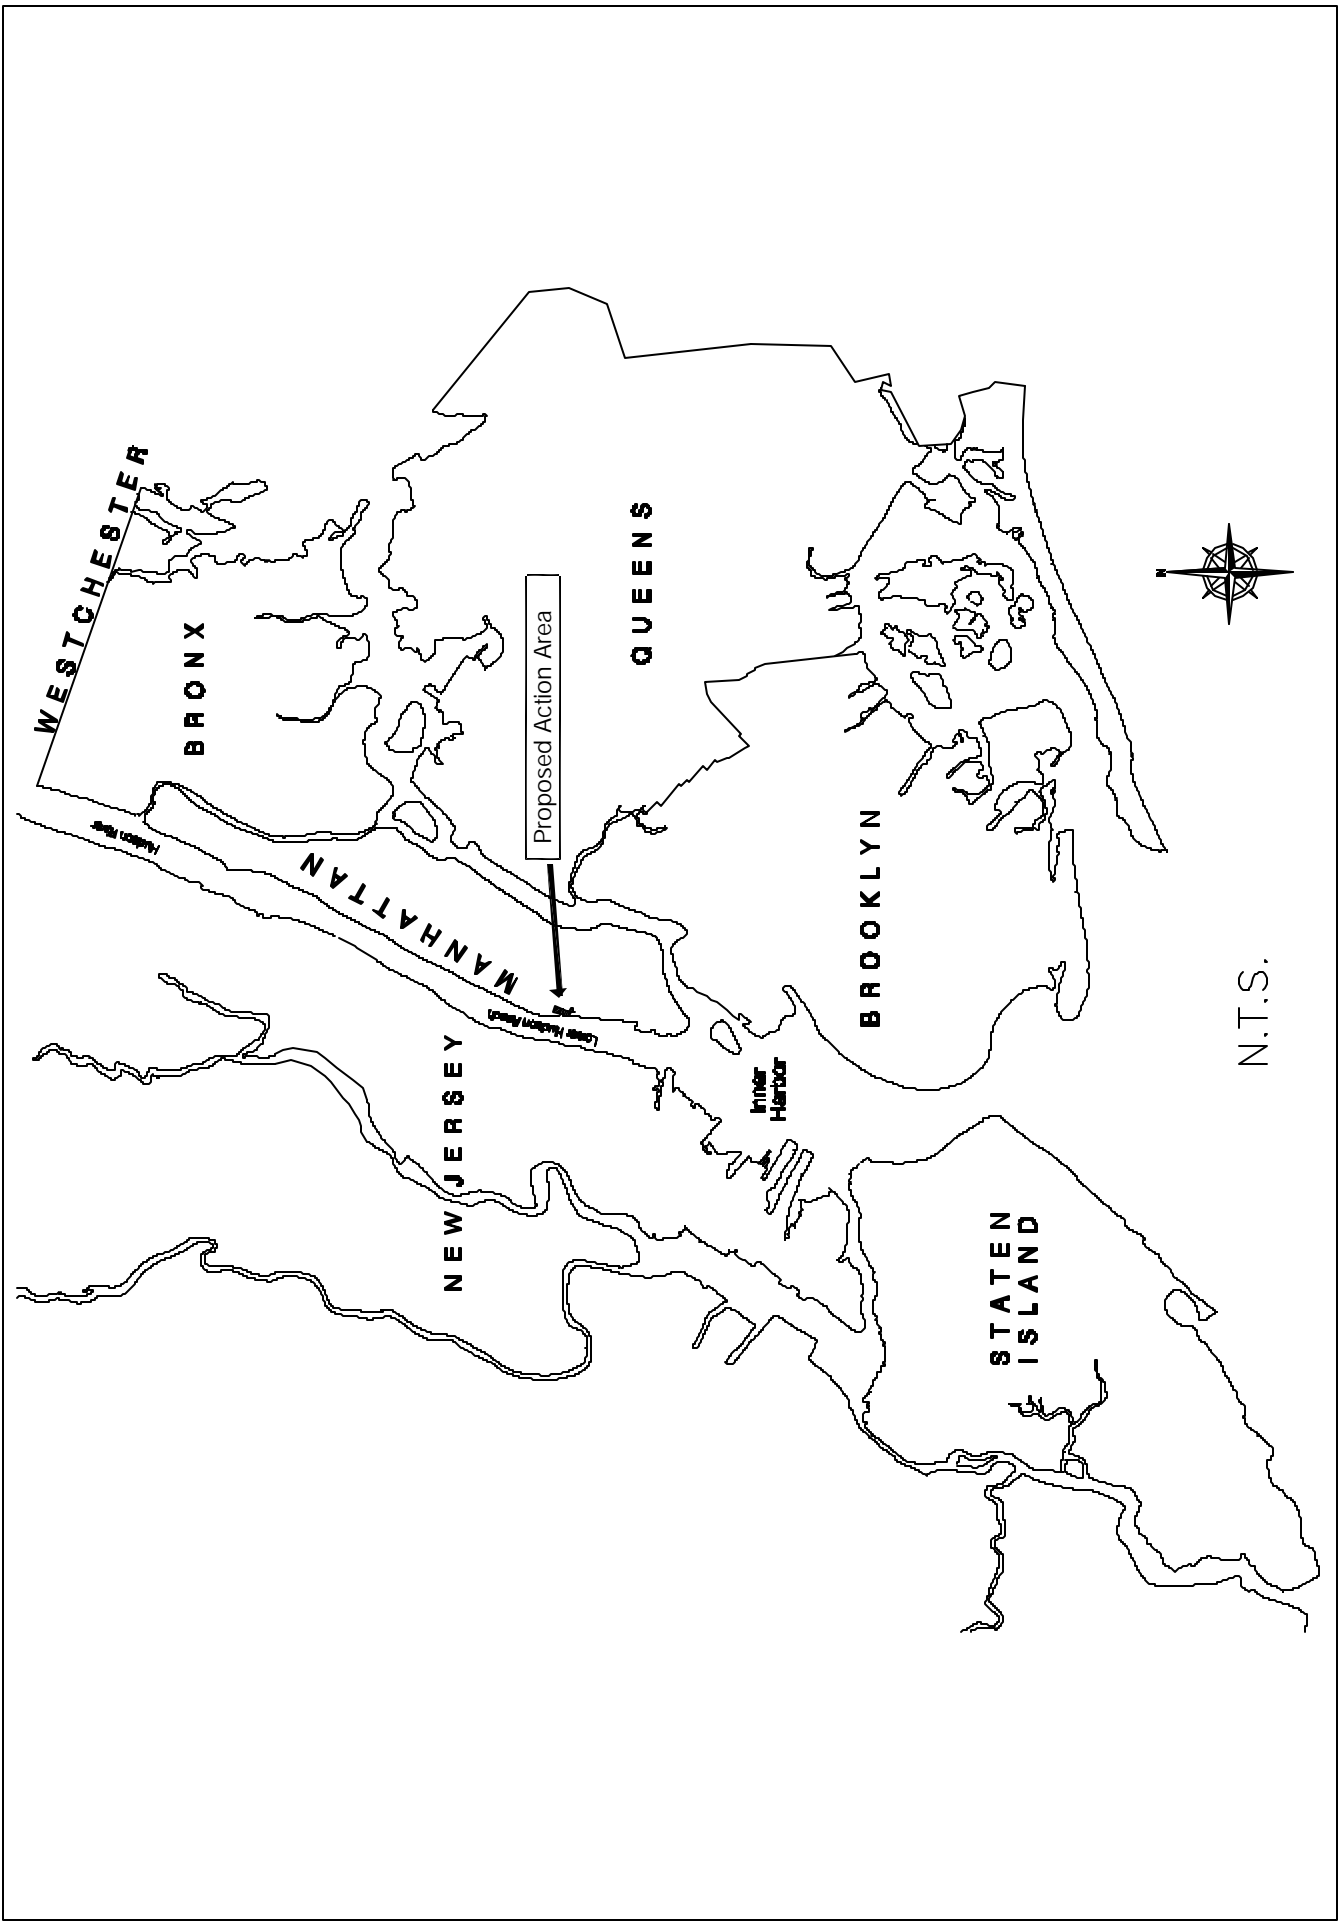 WESTCHESTER
BRONX
Hudson River
MANHATTAN
QUEENS
Proposed Action Area
Lower Hudson Reach
NEW JERSEY
BROOKLYN
Inner
Harbor
STATEN
ISLAND
N
N.T.S.